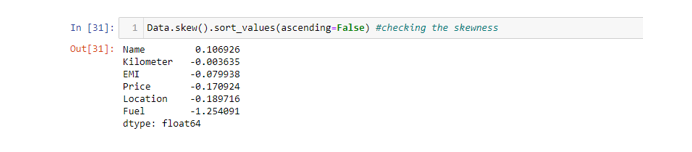 In [31]: 1 Data.skew().sort_values(ascending=False) #checking the skewness
Out[31]: Name 0.106926
Kilometer -0.003635
EMI -0.079938
Price -0.170924
Location -0.189716
Fuel -1.254091
dtype: float64